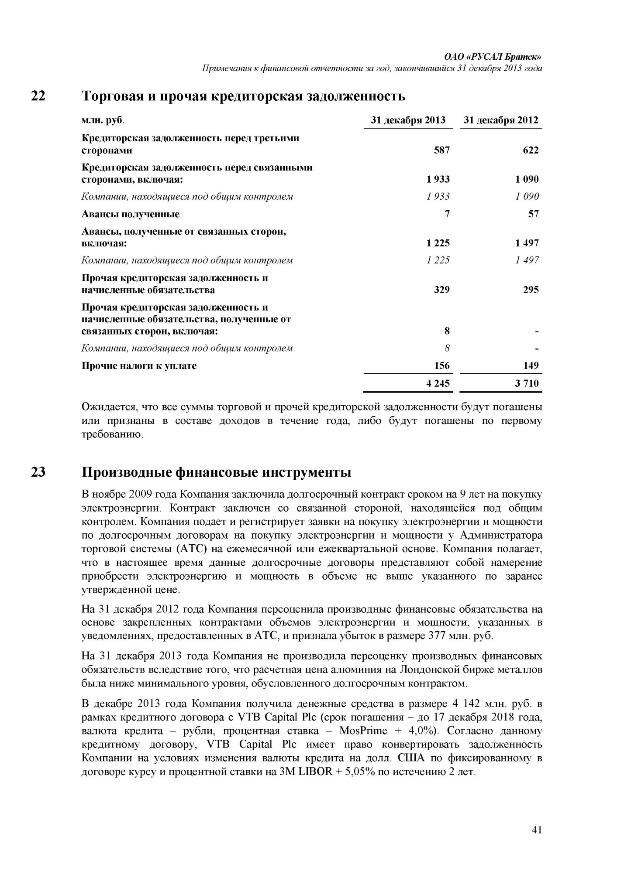 ОАО «РУСАЛ Братск»
Примечания к финансовой отчетности за год, закончившийся 31 декабря 2013 года
22 Торговая и прочая кредиторская задолженность
млн. руб. 31 декабря 2013 31 декабря 2012
Кредиторская задолженность перед третьими
сторонами 587 622
Кредиторская задолженность перед связанными
сторонами, включая: 1 933 1 090
Компании, находящиеся под общим контролем 1 933 1 090
Авансы полученные 7 57
Авансы, полученные от связанных сторон,
включая: 1 225 1 497
Компании, находящиеся под общим контролем 1 225 1 497
Прочая кредиторская задолженность и
начисленные обязательства 329 295
Прочая кредиторская задолженность и
начисленные обязательства, полученные от
связанных сторон, включая: 8 -
Компании, находящиеся под общим контролем 8 -
Прочие налоги к уплате 156 149
4 245 3 710
Ожидается, что все суммы торговой и прочей кредиторской задолженности будут погашены
или признаны в составе доходов в течение года, либо будут погашены по первому
требованию.
23 Производные финансовые инструменты
В ноябре 2009 года Компания заключила долгосрочный контракт сроком на 9 лет на покупку
электроэнергии. Контракт заключен со связанной стороной, находящейся под общим
контролем. Компания подает и регистрирует заявки на покупку электроэнергии и мощности
по долгосрочным договорам на покупку электроэнергии и мощности у Администратора
торговой системы (АТС) на ежемесячной или ежеквартальной основе. Компания полагает,
что в настоящее время данные долгосрочные договоры представляют собой намерение
приобрести электроэнергию и мощность в объеме не выше указанного по заранее
утвержденной цене.
На 31 декабря 2012 года Компания переоценила производные финансовые обязательства на
основе закрепленных контрактами объемов электроэнергии и мощности, указанных в
уведомлениях, предоставленных в АТС, и признала убыток в размере 377 млн. руб.
На 31 декабря 2013 года Компания не производила переоценку производных финансовых
обязательств вследствие того, что расчетная цена алюминия на Лондонской бирже металлов
была ниже минимального уровня, обусловленного долгосрочным контрактом.
В декабре 2013 года Компания получила денежные средства в размере 4 142 млн. руб. в
рамках кредитного договора с VTB Capital Plc (срок погашения – до 17 декабря 2018 года,
валюта кредита – рубли, процентная ставка – MosPrime + 4,0%). Согласно данному
кредитному договору, VTB Capital Plc имеет право конвертировать задолженность
Компании на условиях изменения валюты кредита на долл. США по фиксированному в
договоре курсу и процентной ставки на 3M LIBOR + 5,05% по истечению 2 лет.
41